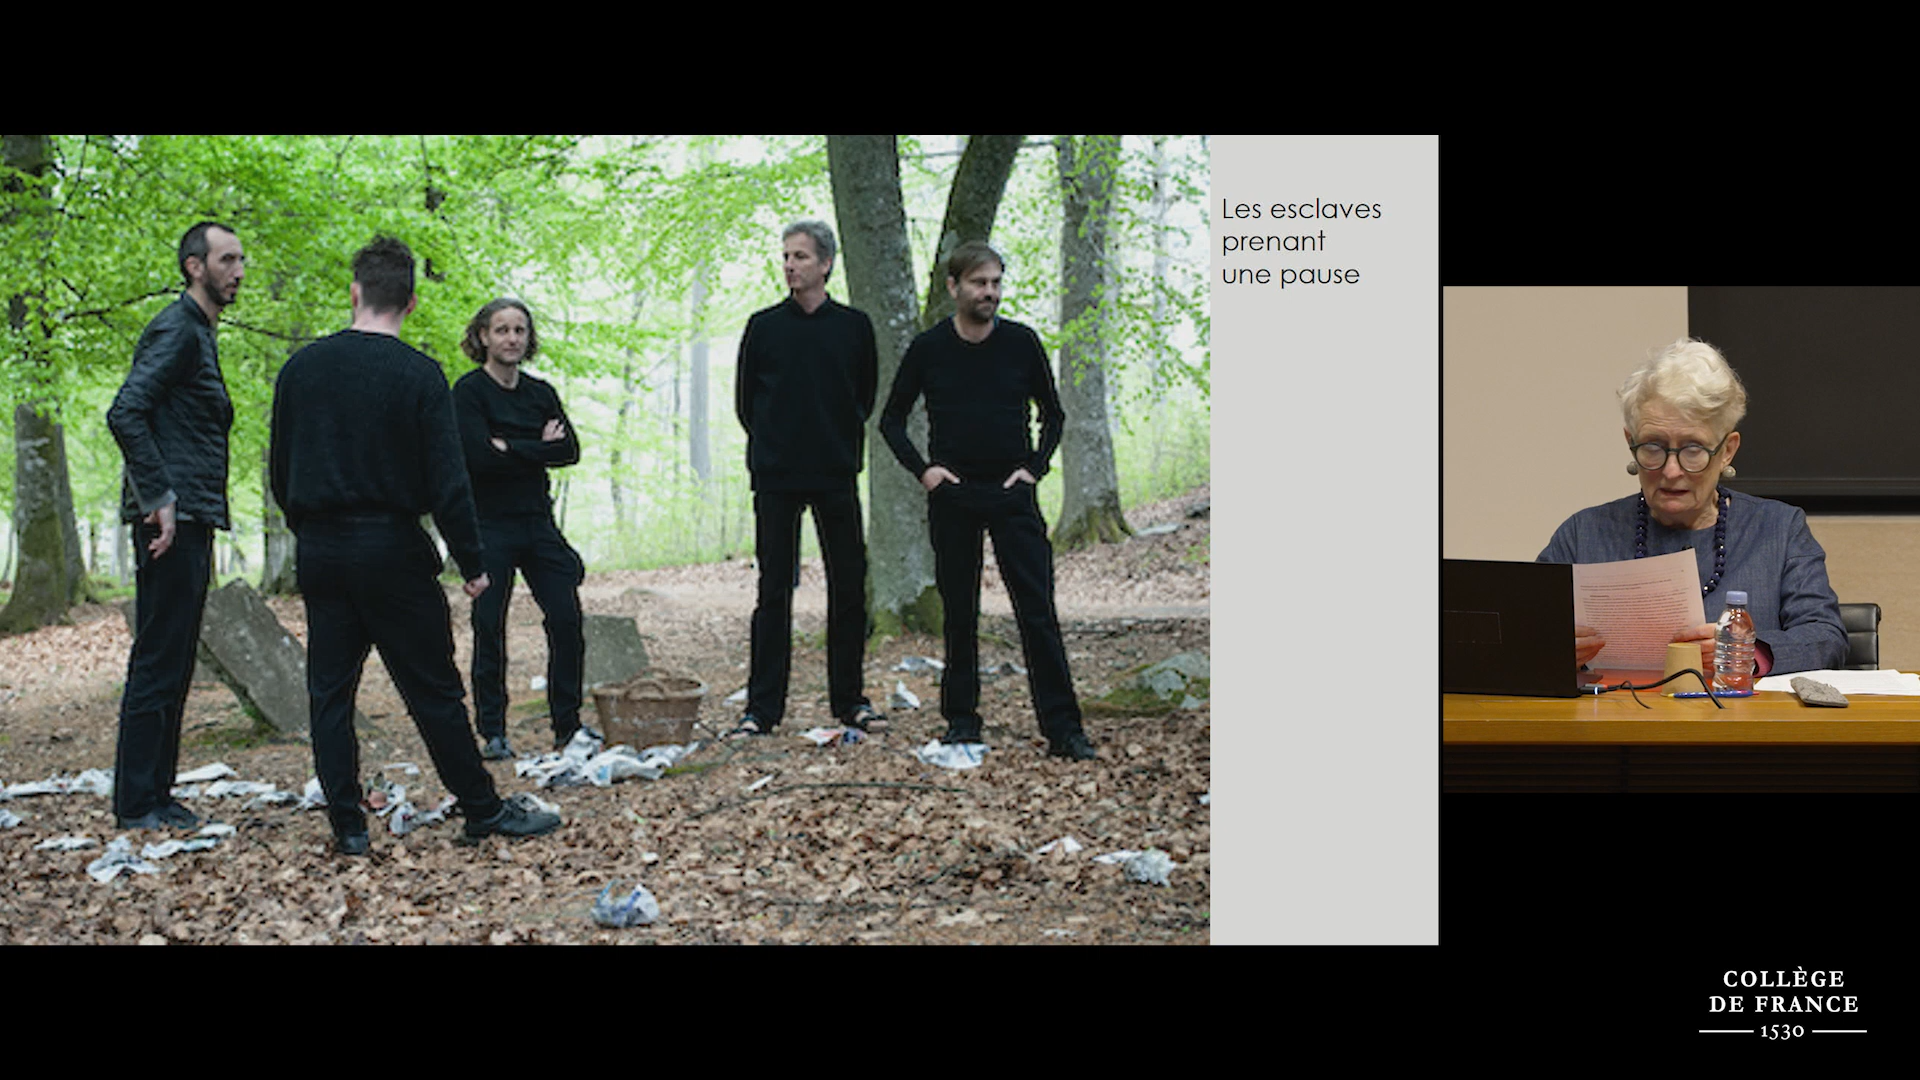 Les esclaves
prenant
une pause
COLLÈGE
DE FRANCE
1530